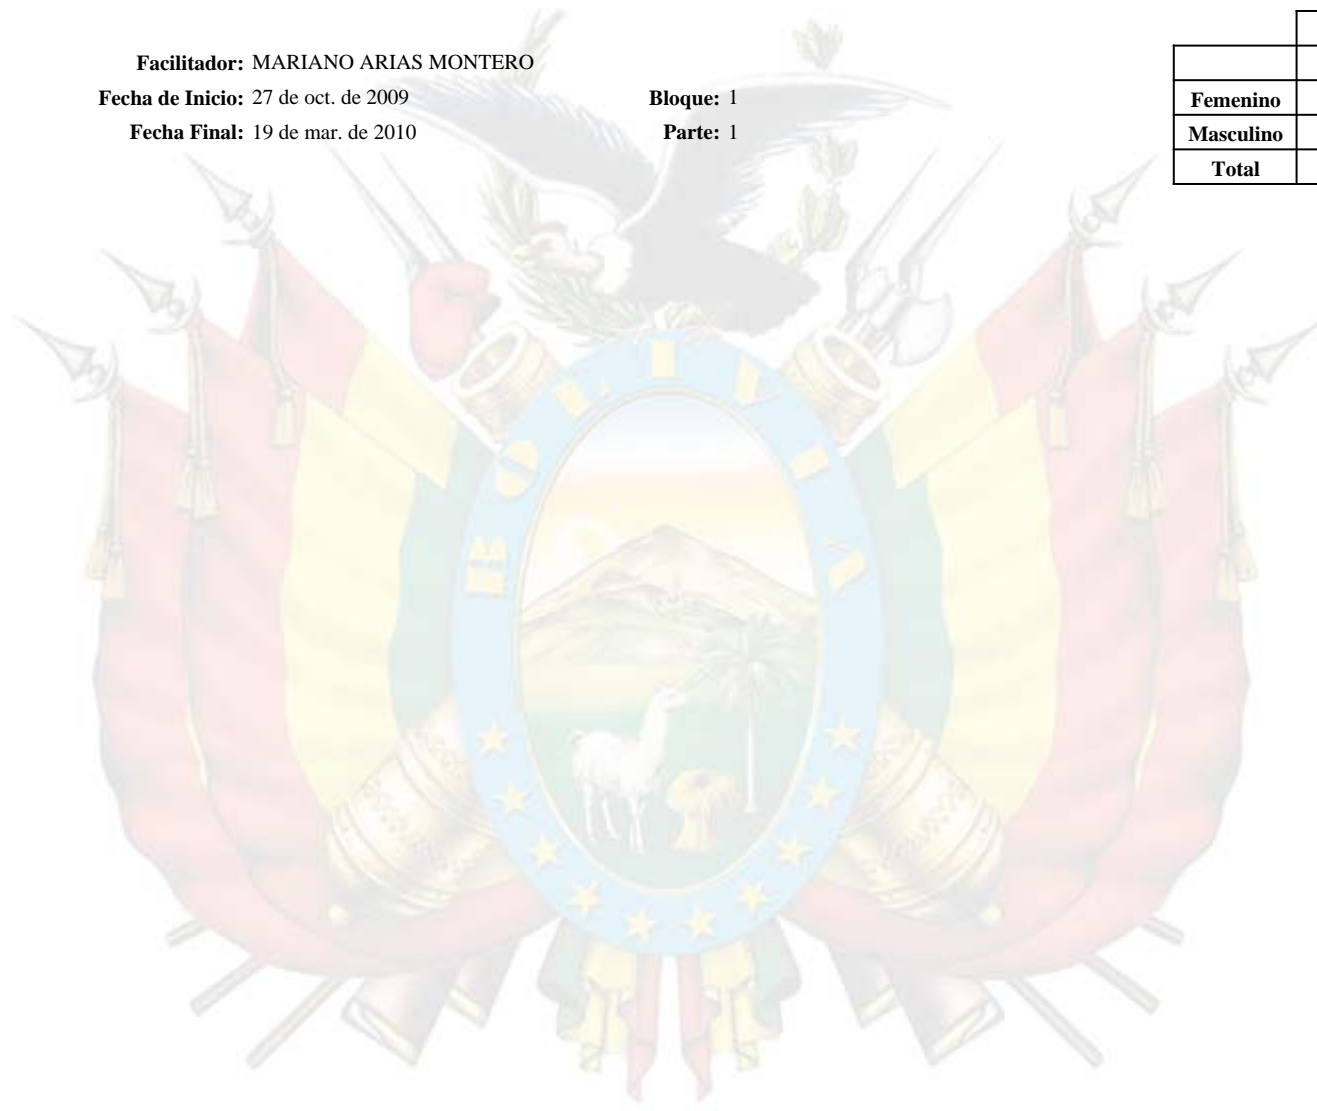 Facilitador: MARIANO ARIAS MONTERO
Fecha de Inicio: 27 de oct. de 2009 Bloque: 1
Fecha Final: 19 de mar. de 2010 Parte: 1
Femenino
Masculino
Total
BOLIVIA